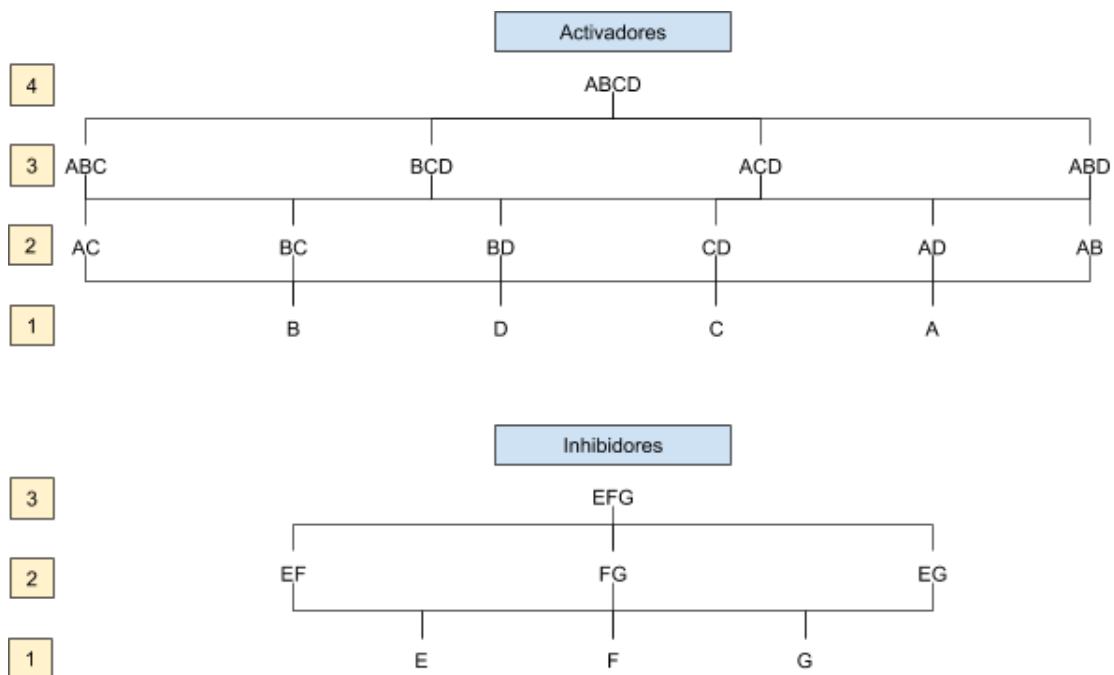 Activadores
4 ABCD
3 ABC BCD ACD ABD
2 AC BC BD CD AD AB
1 B D C A
Inhibidores
3 EFG
2 EF FG EG
1 E F G